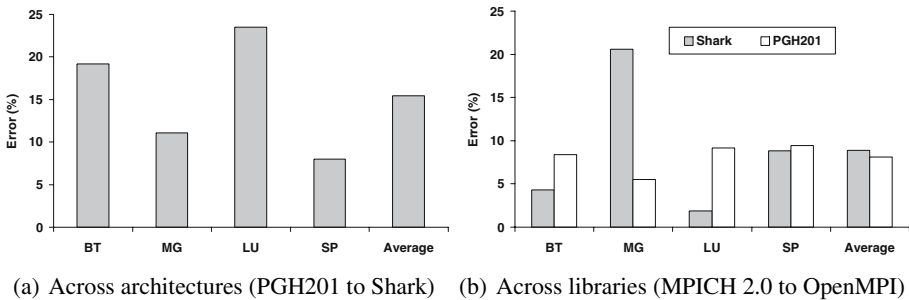 30
25
20
15
10
5
0
Error (%)
BT MG LU SP Average
25
20
15
10
5
0
Error (%)
Shark PGH201
BT MG LU SP Average
(a) Across architectures (PGH201 to Shark) (b) Across libraries (MPICH 2.0 to OpenMPI)